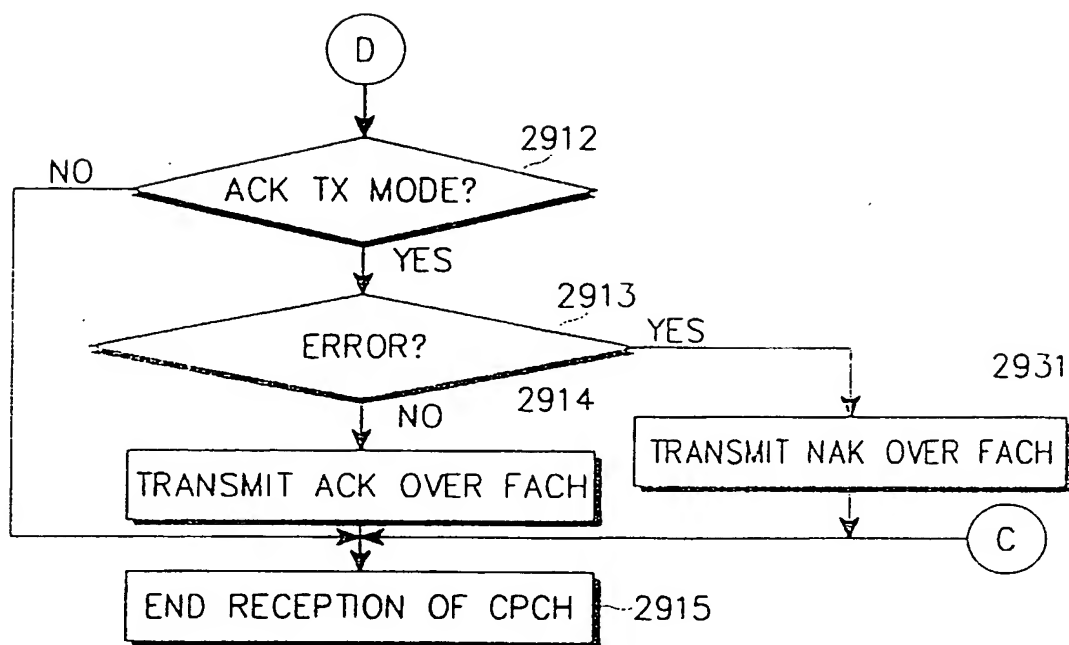 D
2912
NO
ACK TX MODE?
YES
2913
YES
ERROR?
2931
2914
NO
TRANSMIT NAK OVER FACH
TRANSMIT ACK OVER FACH
C
END RECEPTION OF CPCH
2915